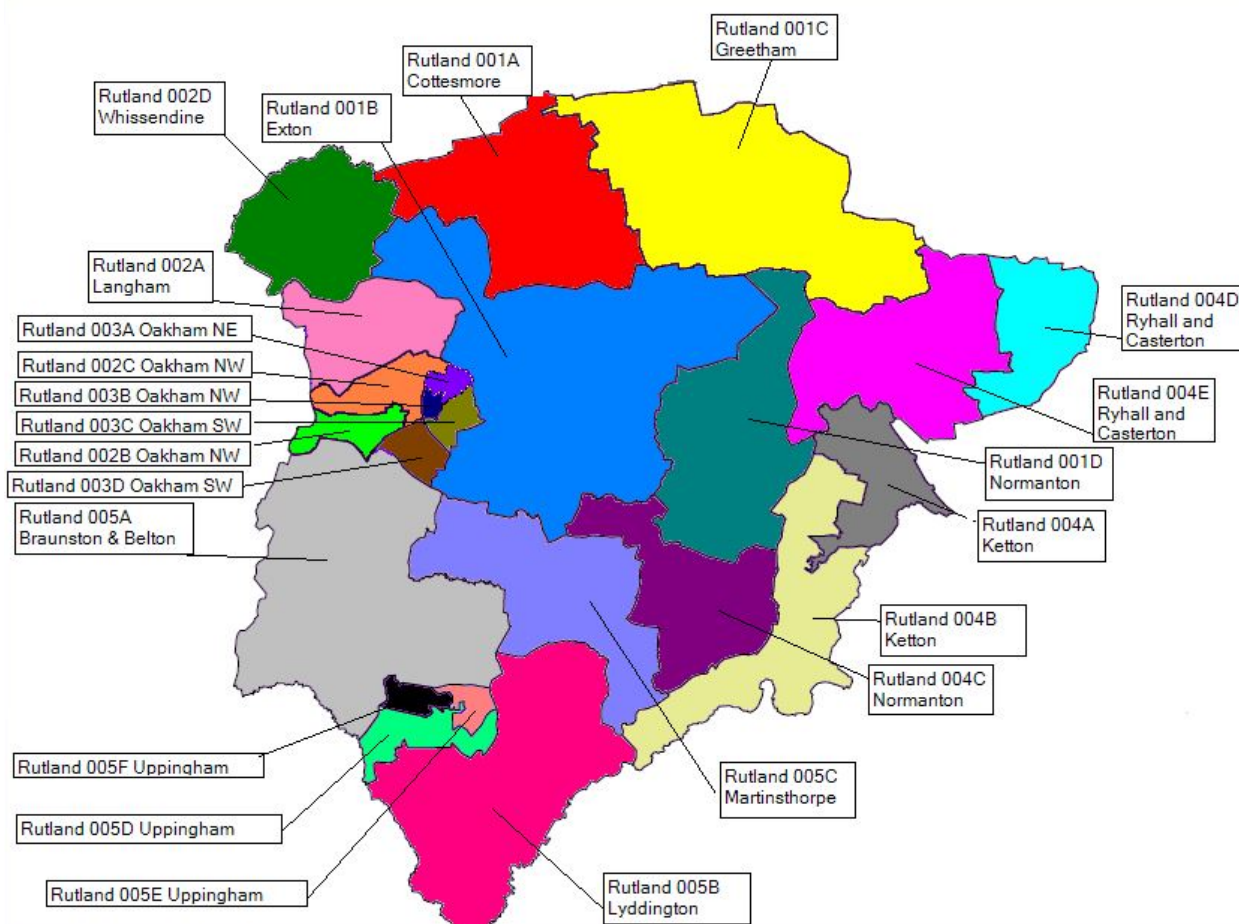 Rutland 001C
Greetham
Rutland 001A
Cottesmore
Rutland 002D
Whissendine
Rutland 001B
Exton
Rutland 002A
Langham
Rutland 003A Oakham NE
Rutland 002C Oakham NW
Rutland 003B Oakham NW
Rutland 003C Oakham SW
Rutland 002B Oakham NW
Rutland 003D Oakham SW
Rutland 005A
Braunston & Belton
Rutland 004D
Ryhall and
Casterton
Rutland 004E
Ryhall and
Casterton
Rutland 001D
Normanton
Rutland 004A
Ketton
Rutland 004B
Ketton
Rutland 004C
Normanton
Rutland 005C
Martinsthorpe
Rutland 005F Uppingham
Rutland 005D Uppingham
Rutland 005E Uppingham
Rutland 005B
Lyddington